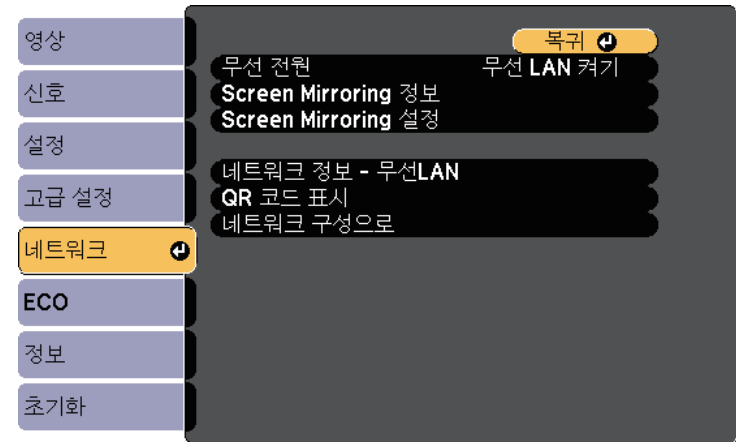 영상
신호
설정
고급 설정
네트워크
ECO
정보
초기화
복귀
무선 전원 무선 LAN 켜기
Screen Mirroring 정보
Screen Mirroring 설정
네트워크 정보 - 무선LAN
QR 코드 표시
네트워크 구성으로